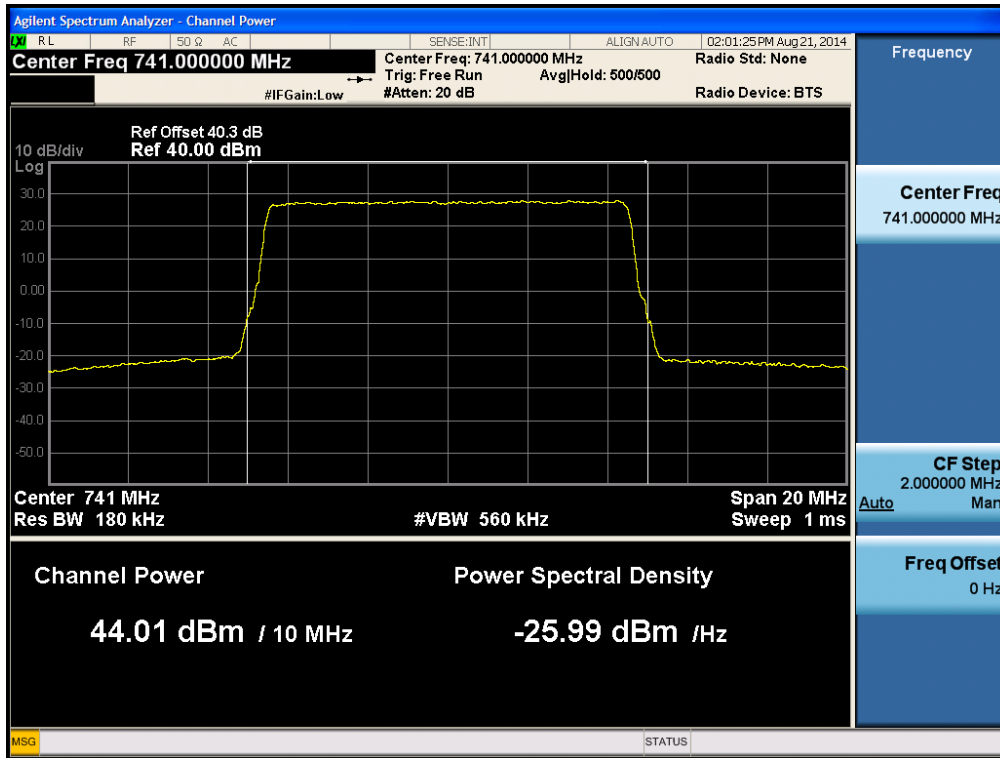 Agilent Spectrum Analyzer - Channel Power
LXI RL RF 50 Ω AC SENSE:INT ALIGN AUTO 02:01:25 PM Aug 21, 2014
Center Freq 741.000000 MHz
Center Freq: 741.000000 MHz
Radio Std: None
Trig: Free Run Avg|Hold: 500/500
#IFGain:Low
#Atten: 20 dB
Radio Device: BTS
Ref Offset 40.3 dB
10 dB/div Ref 40.00 dBm
Log
30.0
20.0
10.0
0.00
-10.0
-20.0
-30.0
-40.0
-50.0
Center 741 MHz
Span 20 MHz
Res BW 180 kHz
#VBW 560 kHz
Sweep 1 ms
Channel Power
Power Spectral Density
44.01 dBm / 10 MHz
-25.99 dBm /Hz
Frequency
Center Freq
741.000000 MHz
CF Step
2.000000 MHz
Auto Man
Freq Offset
0 Hz
MSG
STATUS